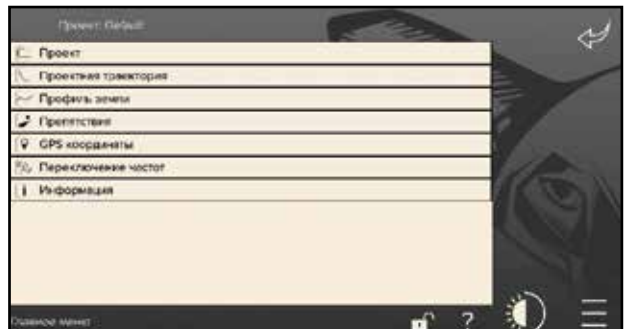 Проект: Default
Проект
Проектная траектория
Профиль земли
Препятствия
GPS координаты
Переключение частот
Информация
Главное меню
?